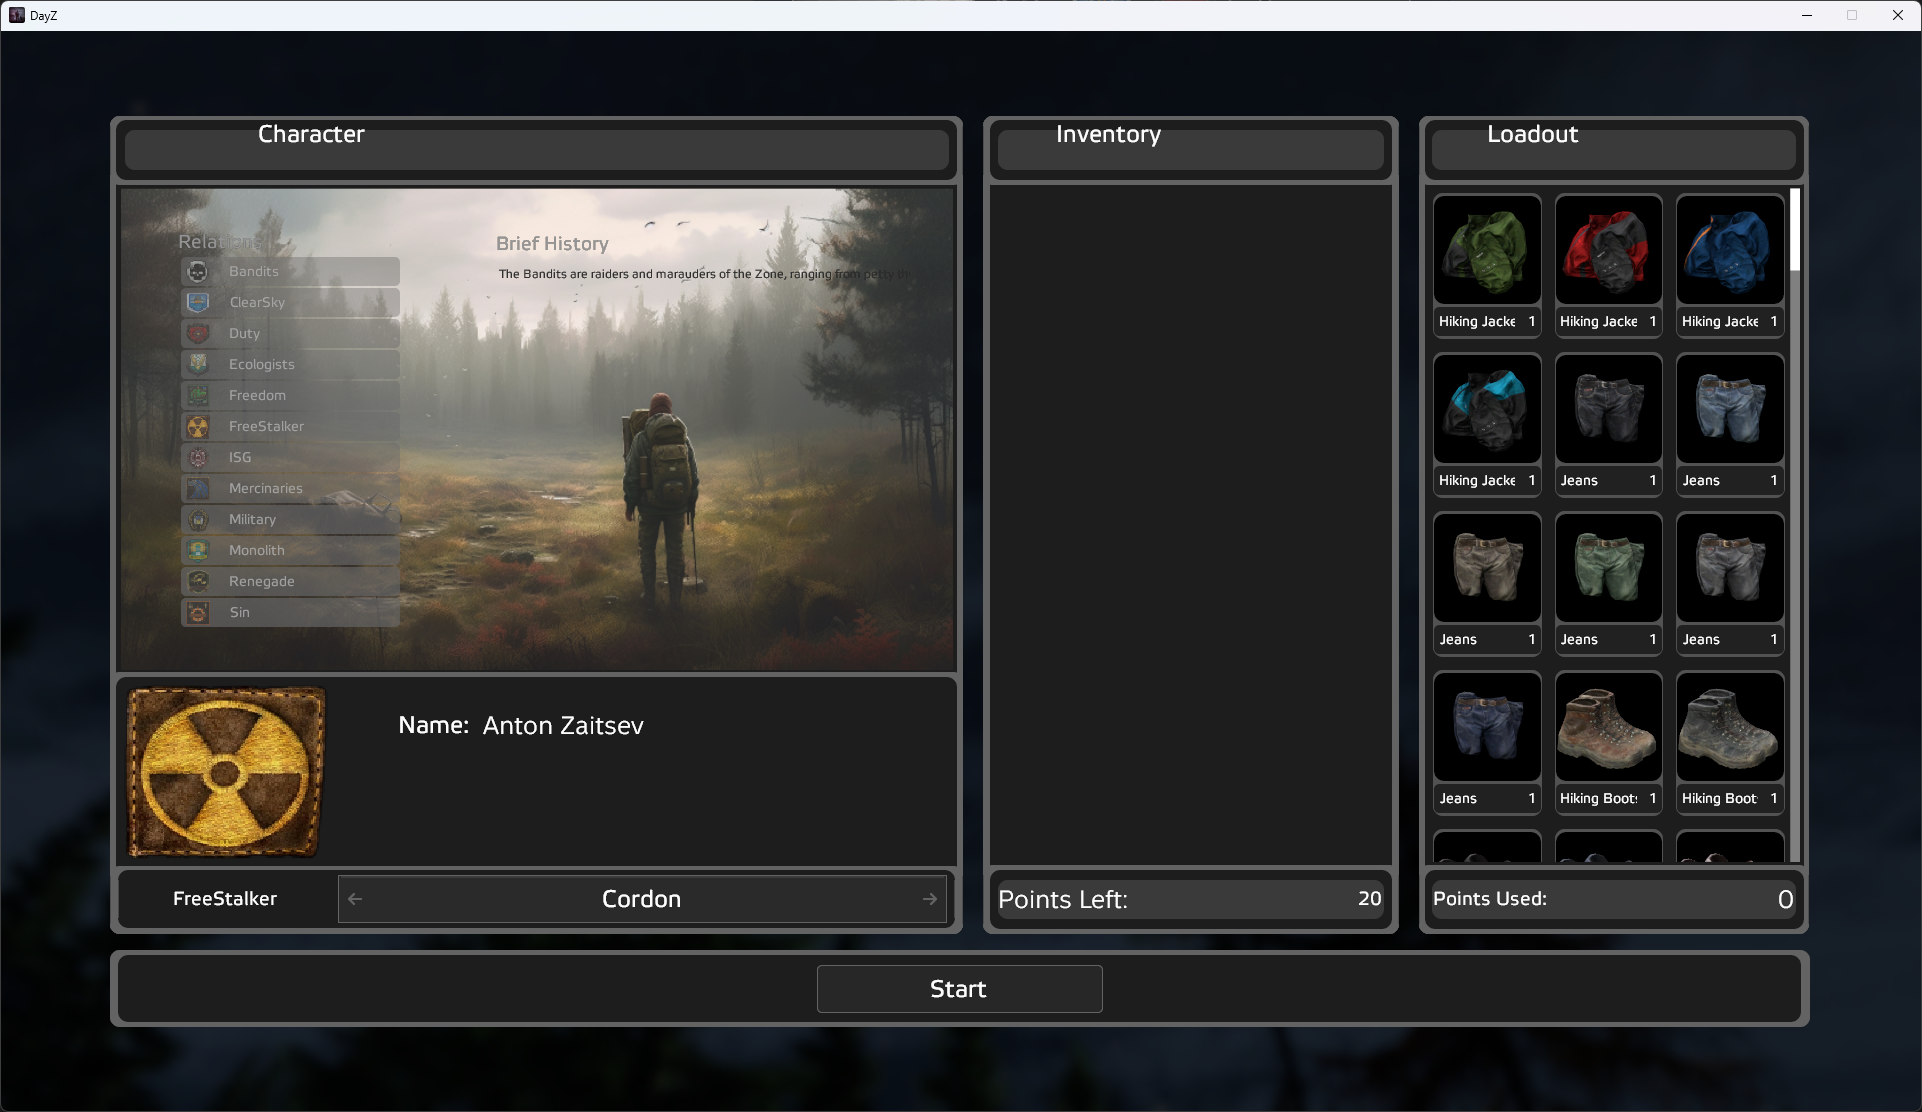 DayZ
Character
Relations
Bandits
ClearSky
Duty
Ecologists
Freedom
FreeStalker
ISG
Mercinaries
Military
Monolith
Renegade
Sin
Brief History
The Bandits are raiders and marauders of the Zone, ranging from petty
Name: Anton Zaitsev
FreeStalker
Cordon
Inventory
Points Left: 20
Loadout
Hiking Jacke 1 Hiking Jacke 1 Hiking Jacke 1
Hiking Jacke 1 Jeans 1 Jeans 1
Jeans 1 Jeans 1 Jeans 1
Jeans 1 Hiking Boot 1 Hiking Boot 1
Points Used: 0
Start